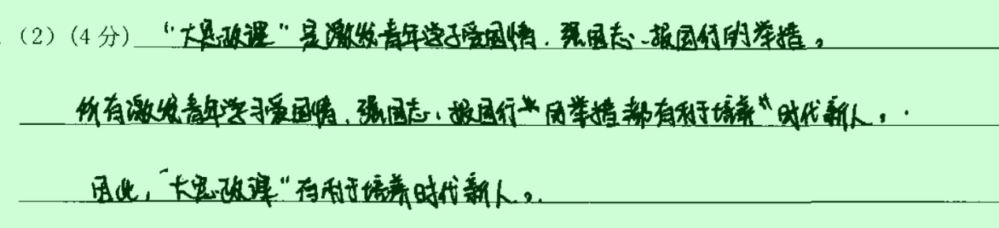 (2)(4分) “大思政课”是激发青年学子爱国情、强国志、报国行的举措。
所有激发青年学习爱国情、强国志、报国行的举措都有利于培养“时代新人。
因此,“大思政课”有利于培养时代新人。